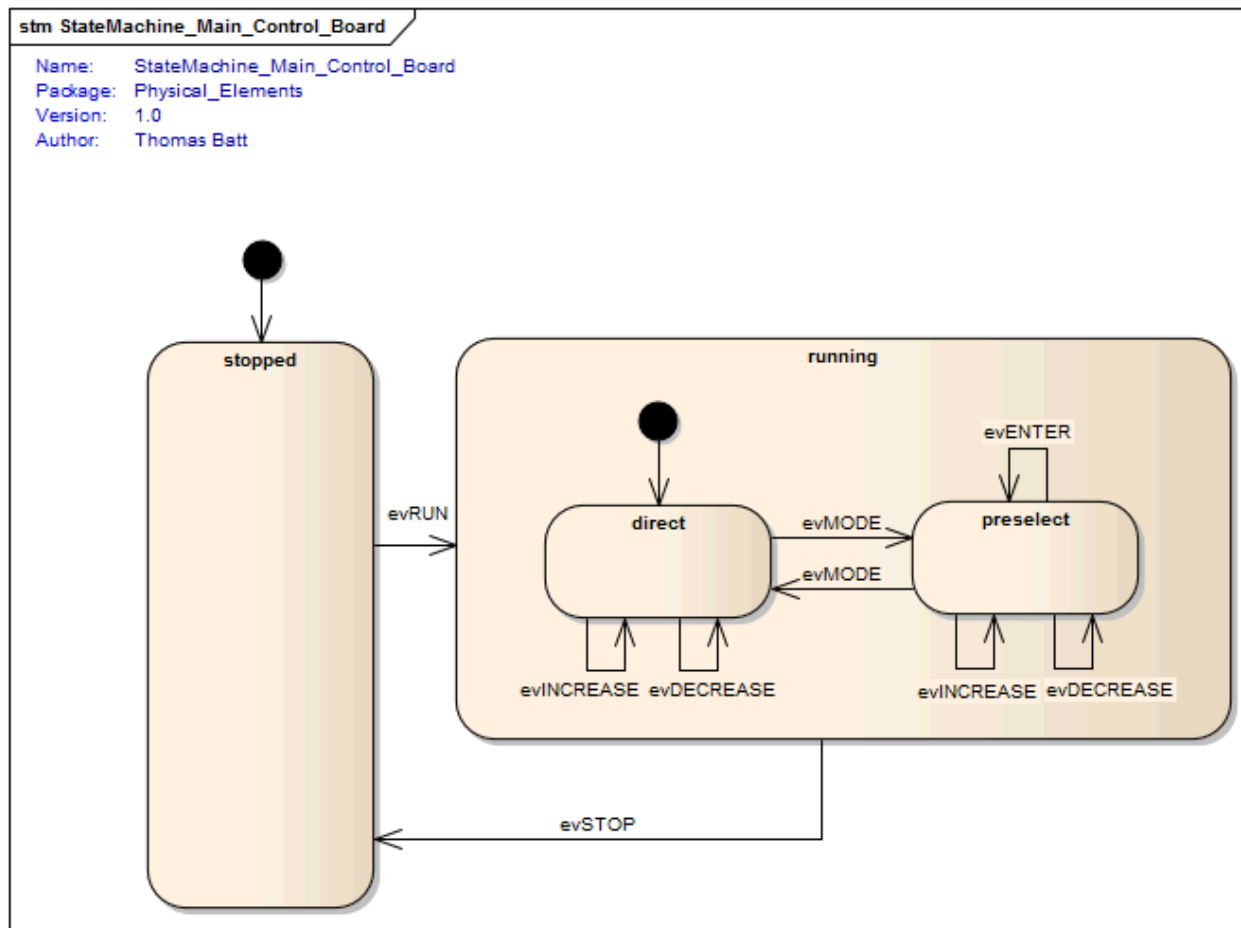 stm StateMachine_Main_Control_Board
Name: StateMachine_Main_Control_Board
Package: Physical_Elements
Version: 1.0
Author: Thomas Batt
stopped
running
evENTER
direct
preselect
evRUN
evMODE
evMODE
evINCREASE
evDECREASE
evINCREASE
evDECREASE
evSTOP